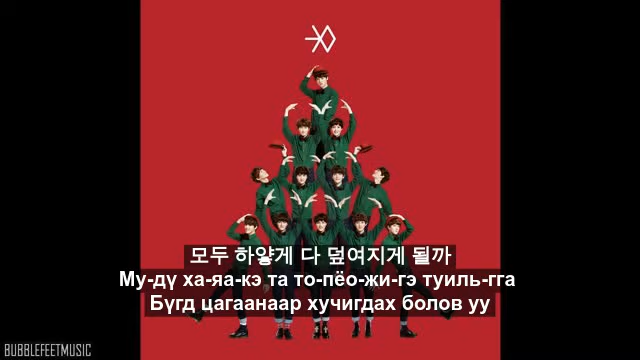 모두 하얗게 다 덮여지게 될까
Му-дү ха-яа-кэ та то-пёо-жи-гэ туиль-гга
Бүгд цагаанаар хучигдах болов уу
BUBBLEFEETMUSIC